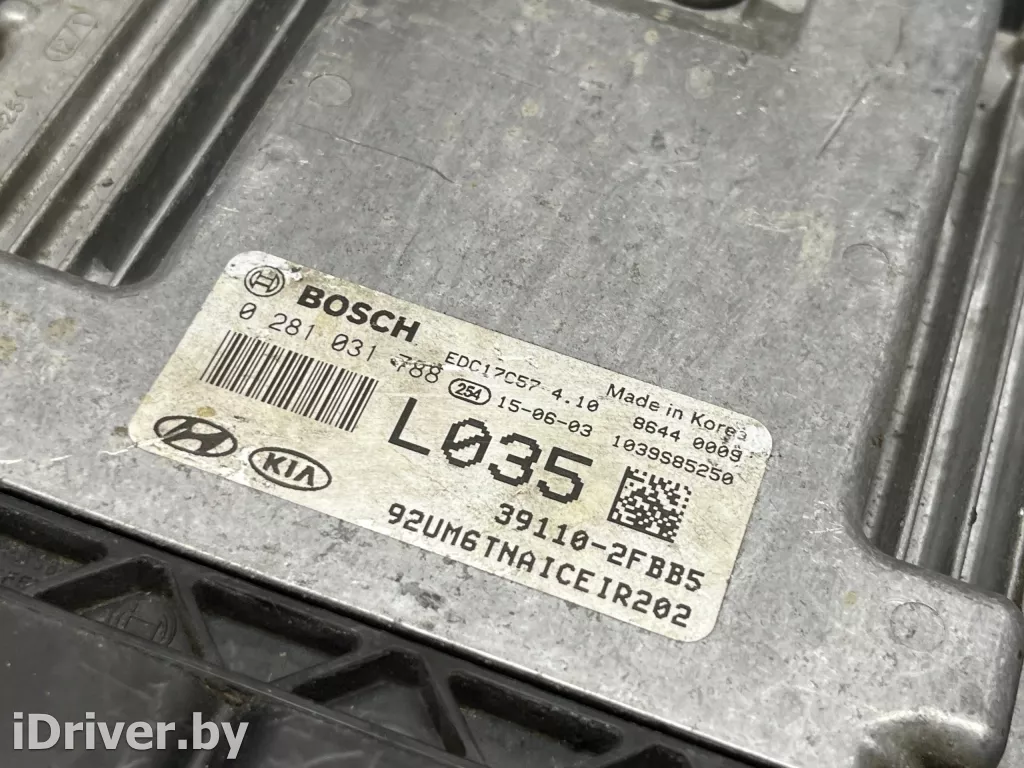 BOSCH
0 281 031 788
EDC17C57-4.10
Made in Korea
254
15-06-03
8644 0009
1039S85250
L035
KIA
39110-2FBB5
92UM6TNAICEIR202
iDriver.by